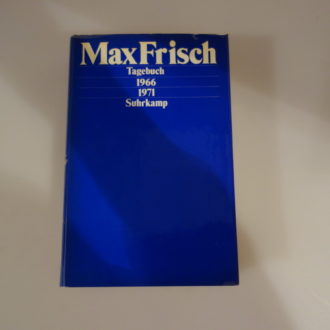 Max Frisch
Tagebuch
1966
1971
Suhrkamp